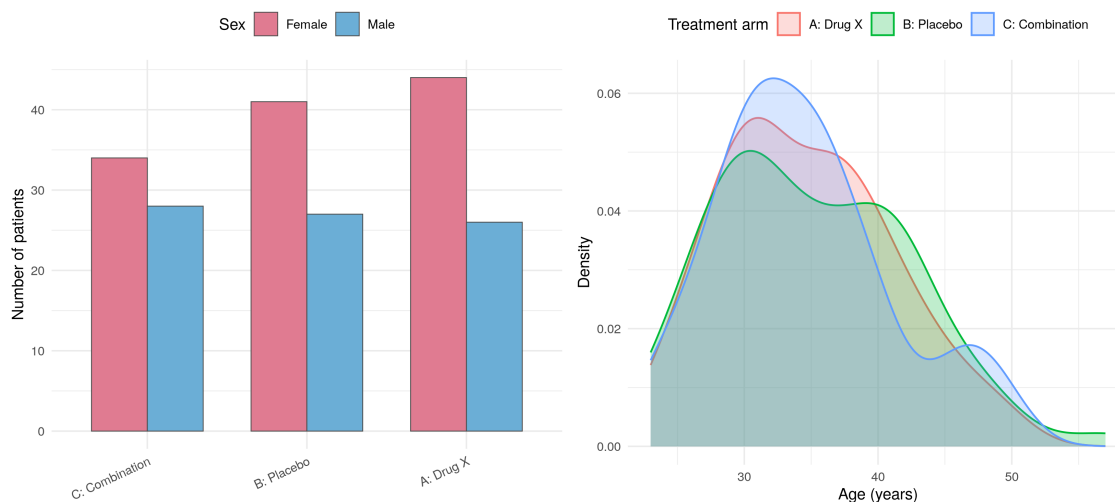 Sex Female Male
Number of patients
40
30
20
10
0
C: Combination
B: Placebo
A: Drug X
Treatment arm A: Drug X B: Placebo C: Combination
Density
0.06
0.04
0.02
0.00
30 40 50
Age (years)